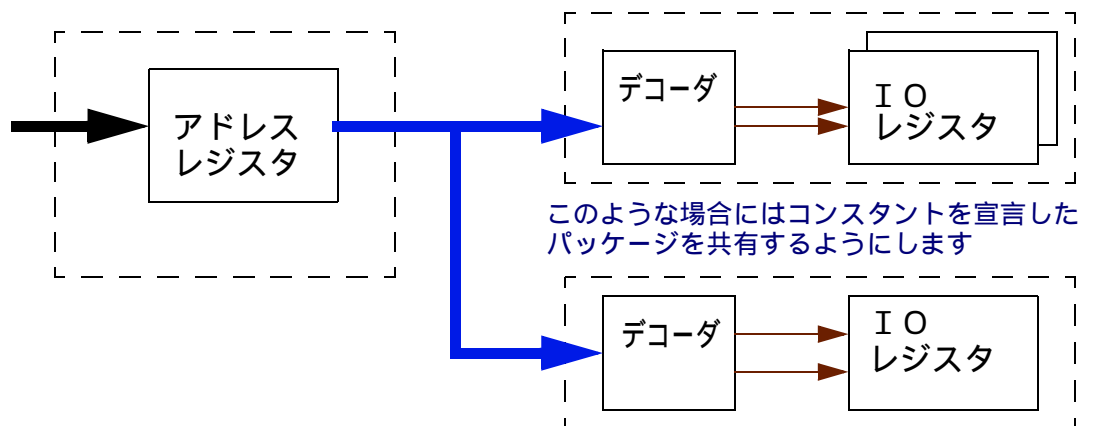 アドレス
レジスタ
デコーダ
ＩＯ
レジスタ
このような場合にはコンスタントを宣言した
パッケージを共有するようにします
デコーダ
ＩＯ
レジスタ